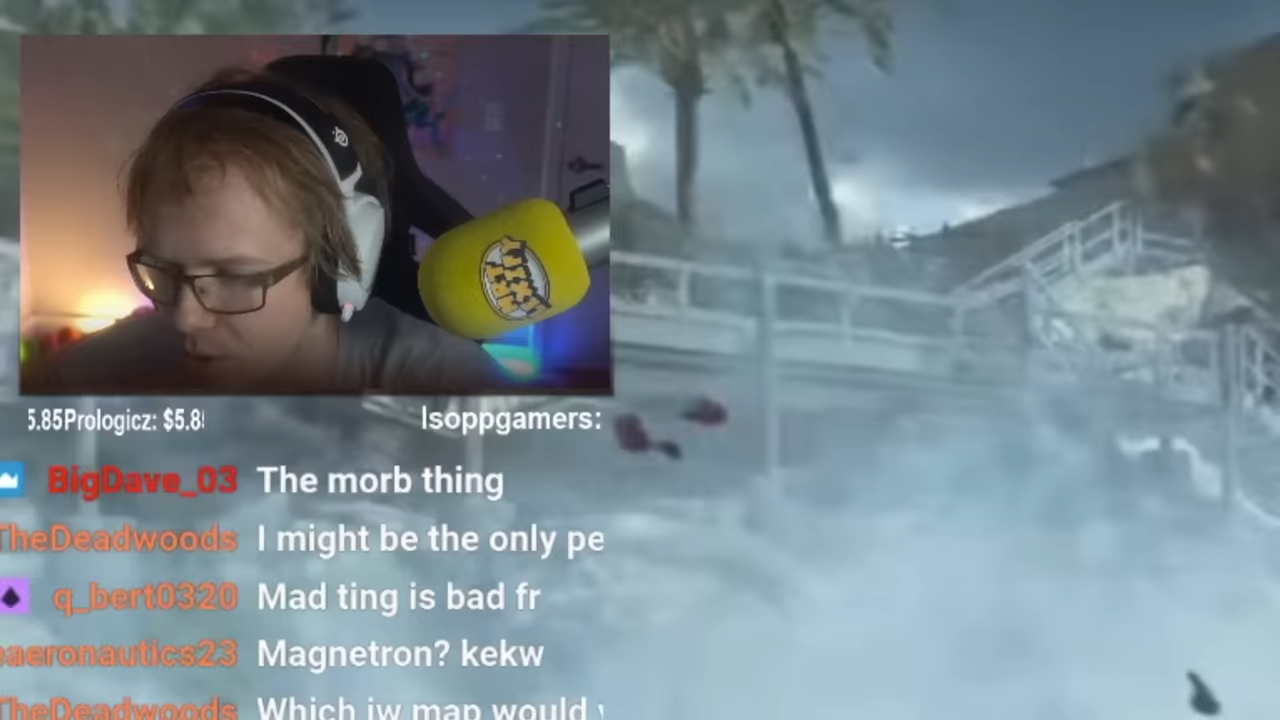 5.85Prologicz: $5.8
lsoppgamers:
BigDave_03 The morb thing
TheDeadwoods I might be the only pe
q_bert0320 Mad ting is bad fr
eaeronautics23 Magnetron? kekw
TheDeadwoods Which iw map would